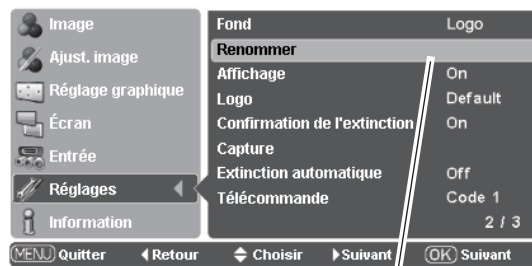 Image
Ajust. image
Réglage graphique
Écran
Entrée
Réglages
Information
Fond Logo
Renommer
Affichage On
Logo Default
Confirmation de l'extinction On
Capture
Extinction automatique Off
Télécommande Code 1
2 / 3
MENU Quitter Retour Choisir Suivant OK Suivant